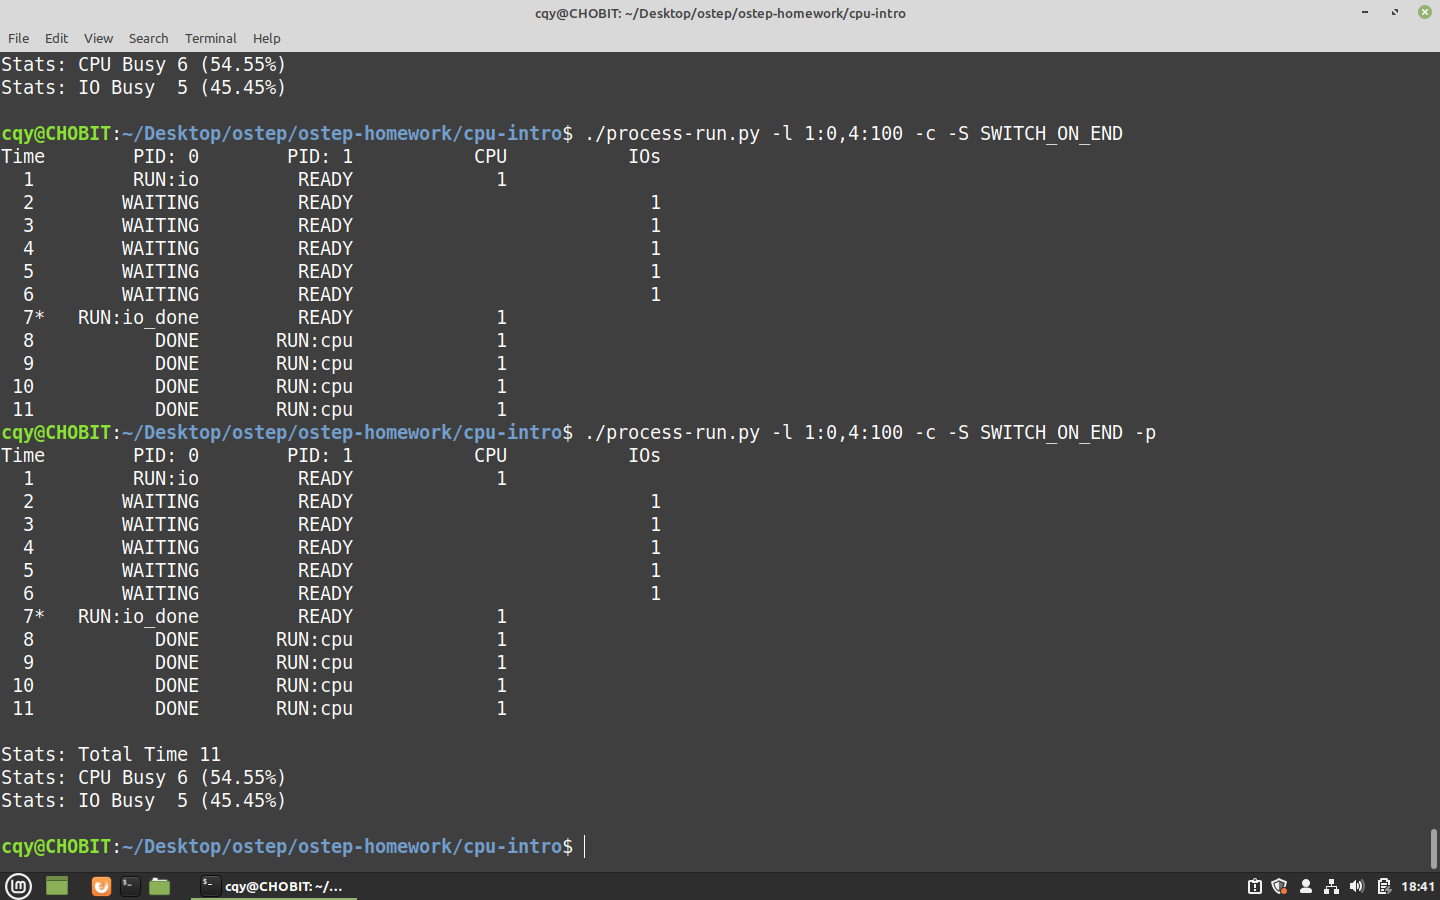 cqy@CHOBIT: ~/Desktop/ostep/ostep-homework/cpu-intro
File Edit View Search Terminal Help
Stats: CPU Busy 6 (54.55%)
Stats: IO Busy  5 (45.45%)
cqy@CHOBIT:~/Desktop/ostep/ostep-homework/cpu-intro$ ./process-run.py -l 1:0,4:100 -c -S SWITCH_ON_END
Time        PID: 0        PID: 1           CPU           IOs
  1         RUN:io         READY             1
  2        WAITING         READY                           1
  3        WAITING         READY                           1
  4        WAITING         READY                           1
  5        WAITING         READY                           1
  6        WAITING         READY                           1
  7*   RUN:io_done         READY             1
  8           DONE       RUN:cpu             1
  9           DONE       RUN:cpu             1
 10           DONE       RUN:cpu             1
 11           DONE       RUN:cpu             1
cqy@CHOBIT:~/Desktop/ostep/ostep-homework/cpu-intro$ ./process-run.py -l 1:0,4:100 -c -S SWITCH_ON_END -p
Time        PID: 0        PID: 1           CPU           IOs
  1         RUN:io         READY             1
  2        WAITING         READY                           1
  3        WAITING         READY                           1
  4        WAITING         READY                           1
  5        WAITING         READY                           1
  6        WAITING         READY                           1
  7*   RUN:io_done         READY             1
  8           DONE       RUN:cpu             1
  9           DONE       RUN:cpu             1
 10           DONE       RUN:cpu             1
 11           DONE       RUN:cpu             1
Stats: Total Time 11
Stats: CPU Busy 6 (54.55%)
Stats: IO Busy  5 (45.45%)
cqy@CHOBIT:~/Desktop/ostep/ostep-homework/cpu-intro$
cqy@CHOBIT: ~/... 18:41